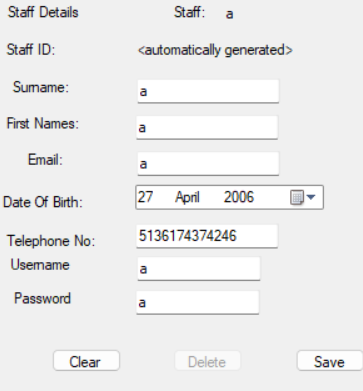 Staff Details Staff: a
Staff ID: <automatically generated>
Surname: a
First Names: a
Email: a
Date Of Birth: 27 April 2006
Telephone No: 5136174374246
Username a
Password a
Clear Delete Save